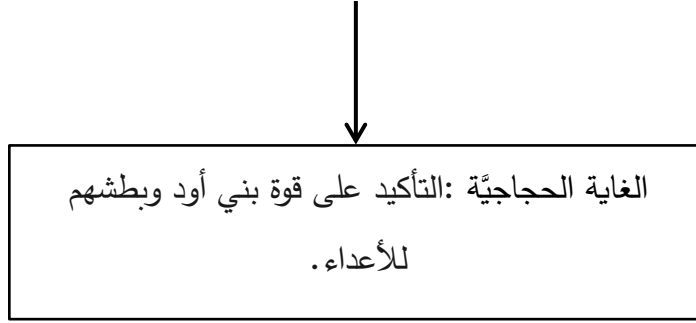 الغاية الحجاجيَّة :التأكيد على قوة بني أود وبطشهم
للأعداء.